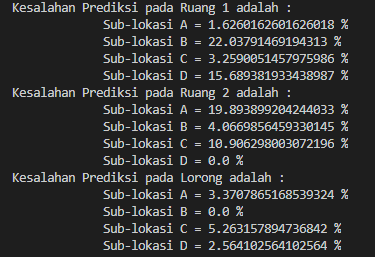 Kesalahan Prediksi pada Ruang 1 adalah :
Sub-lokasi A = 1.6260162601626018 %
Sub-lokasi B = 22.03791469194313 %
Sub-lokasi C = 3.2590051457975986 %
Sub-lokasi D = 15.689381933438987 %
Kesalahan Prediksi pada Ruang 2 adalah :
Sub-lokasi A = 19.893899204244033 %
Sub-lokasi B = 4.0669856459330145 %
Sub-lokasi C = 10.906298003072196 %
Sub-lokasi D = 0.0 %
Kesalahan Prediksi pada Lorong adalah :
Sub-lokasi A = 3.3707865168539324 %
Sub-lokasi B = 0.0 %
Sub-lokasi C = 5.263157894736842 %
Sub-lokasi D = 2.564102564102564 %